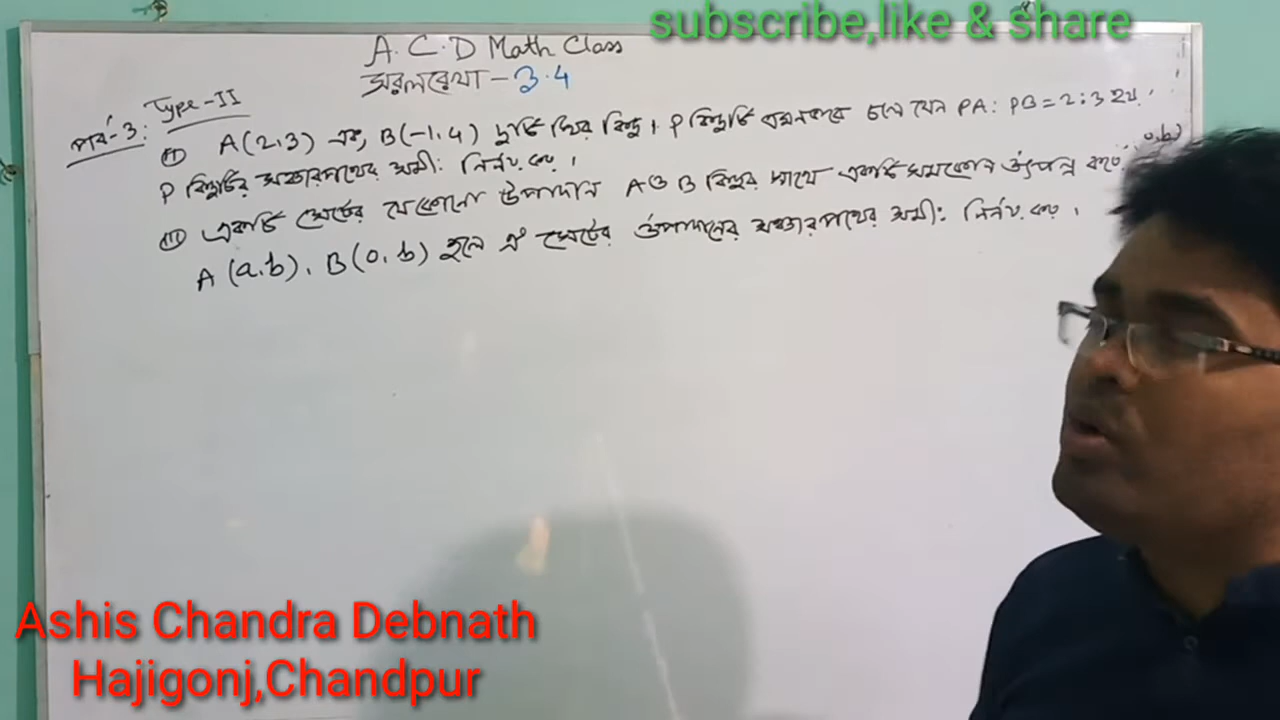 subscribe,like & share
A.C.D Math Class
সরলরেখা - 3.4
Type-II
পর্ব-3:
(ii) A(2,3) এবং B(-1,4) দুটি স্থির বিন্দু। P বিন্দুটি এমনভাবে চলে যেন PA : PB = 2:3 হয়।
P বিন্দুটির সঞ্চারপথের সমী: নির্ণয় কর।
(iii) একটি সেটের যেকোনো উপাদান A ও B বিন্দুর সাথে একটি সমকোণ উৎপন্ন করে।
A (a,b), B (0,b) হলে ঐ সেটের উপাদানের সঞ্চারপথের সমী: নির্ণয় কর।
Ashis Chandra Debnath
Hajigonj,Chandpur